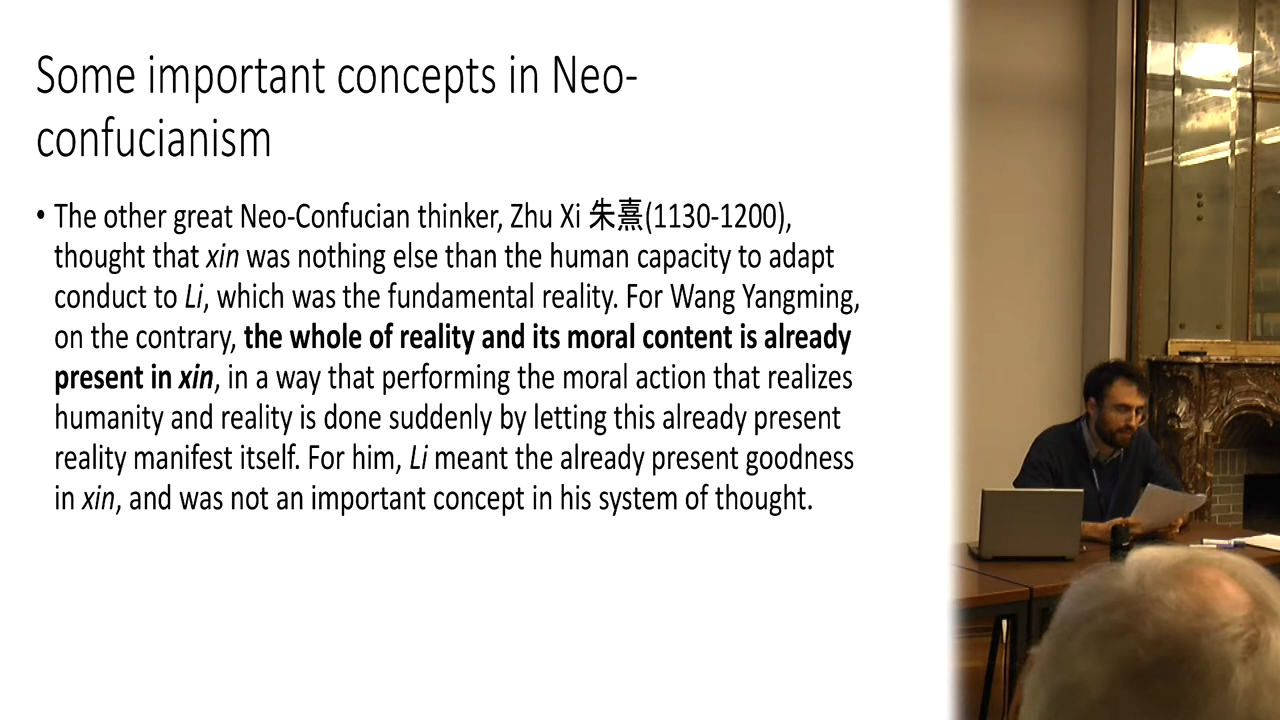 Some important concepts in Neo-
confucianism
• The other great Neo-Confucian thinker, Zhu Xi 朱熹(1130-1200),
thought that xin was nothing else than the human capacity to adapt
conduct to Li, which was the fundamental reality. For Wang Yangming,
on the contrary, the whole of reality and its moral content is already
present in xin, in a way that performing the moral action that realizes
humanity and reality is done suddenly by letting this already present
reality manifest itself. For him, Li meant the already present goodness
in xin, and was not an important concept in his system of thought.